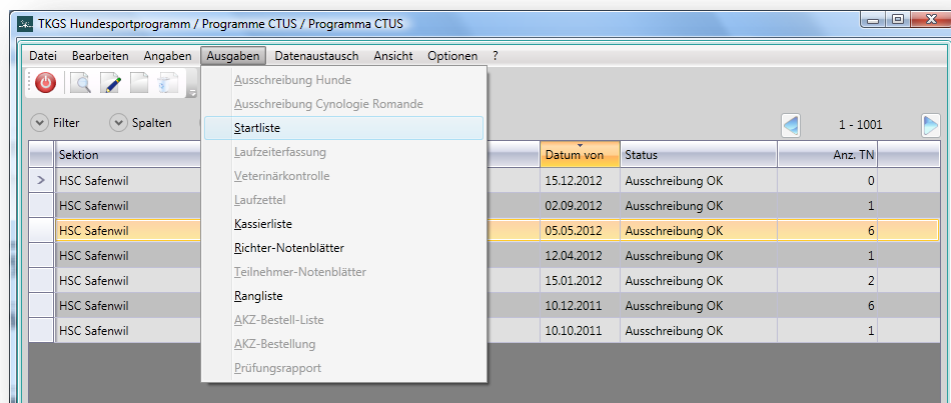 TKGS Hundesportprogramm / Programme CTUS / Programma CTUS
Datei Bearbeiten Angaben Ausgaben Datenaustausch Ansicht Optionen ?
Ausschreibung Hunde
Ausschreibung Cynologie Romande
Startliste
Laufzeiterfassung
Veterinärkontrolle
Laufzettel
Kassierliste
Richter-Notenblätter
Teilnehmer-Notenblätter
Rangliste
AKZ-Bestell-Liste
AKZ-Bestellung
Prüfungsrapport
Filter Spalten 1 - 1001
Sektion Datum von Status Anz. TN
> HSC Safenwil 15.12.2012 Ausschreibung OK 0
HSC Safenwil 02.09.2012 Ausschreibung OK 1
HSC Safenwil 05.05.2012 Ausschreibung OK 6
HSC Safenwil 12.04.2012 Ausschreibung OK 1
HSC Safenwil 15.01.2012 Ausschreibung OK 2
HSC Safenwil 10.12.2011 Ausschreibung OK 6
HSC Safenwil 10.10.2011 Ausschreibung OK 1